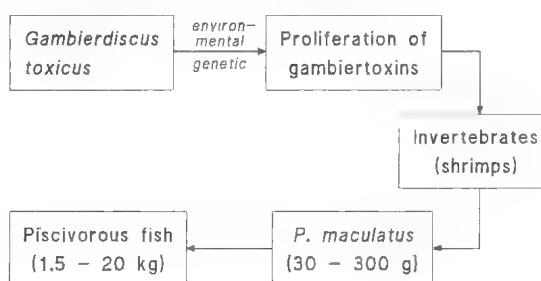 Gambierdiscus
toxicus
environ-
mental
genetic
Proliferation of
gambiertoxins
Invertebrates
(shrimps)
Piscivorous fish
(1.5 – 20 kg)
P. maculatus
(30 – 300 g)